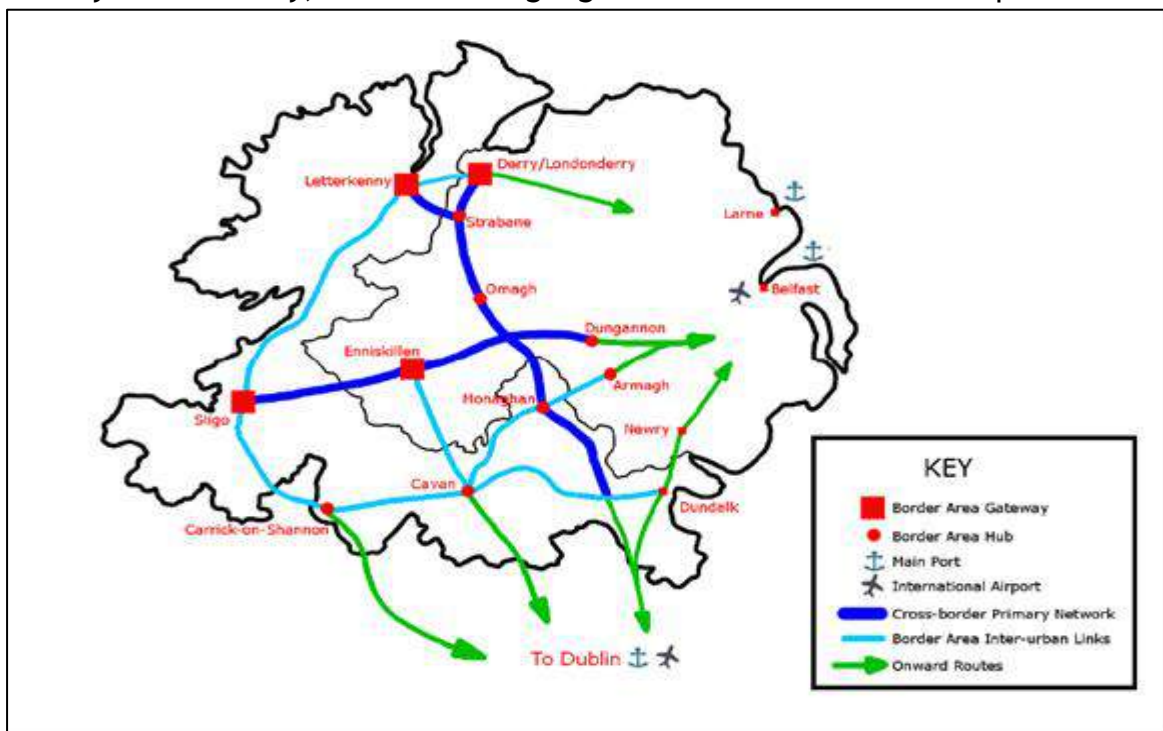 Letterkenny
Derry/Londonderry
Strabane
Larne
Omagh
Belfast
Dungannon
Enniskillen
Armagh
Sligo
Monaghan
Newry
Cavan
Dundalk
Carrick-on-Shannon
To Dublin
KEY
Border Area Gateway
Border Area Hub
Main Port
International Airport
Cross-border Primary Network
Border Area Inter-urban Links
Onward Routes